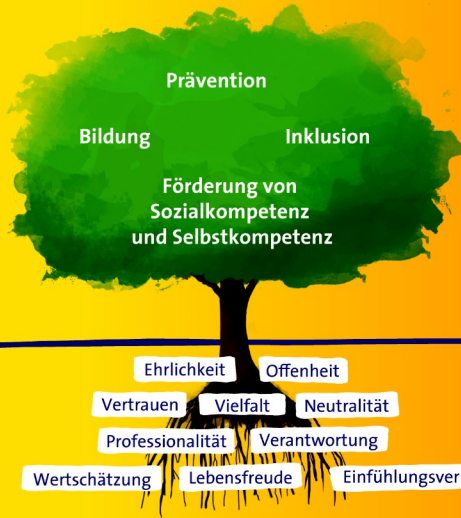 Prävention
Bildung Inklusion
Förderung von
Sozialkompetenz
und Selbstkompetenz
Ehrlichkeit Offenheit
Vertrauen Vielfalt Neutralität
Professionalität Verantwortung
Wertschätzung Lebensfreude Einfühlungsver